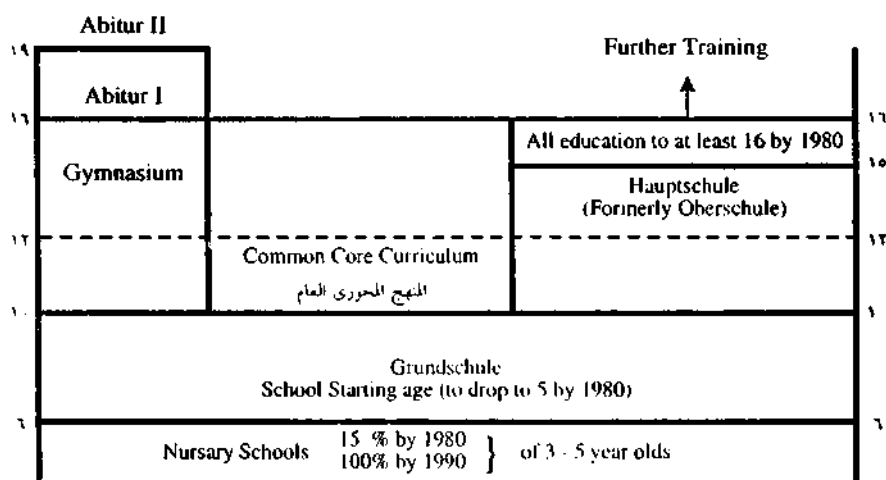 Abitur II
١٩
Further Training
Abitur I
١٦
١٦
All education to at least 16 by 1980
١٥
Gymnasium
Hauptschule
(Formerly Oberschule)
١٢
١٢
Common Core Curriculum
المنهج المحورى العام
١٠
١٠
Grundschule
School Starting age (to drop to 5 by 1980)
٦
٦
Nursary Schools
15 % by 1980
100% by 1990
} of 3 - 5 year olds